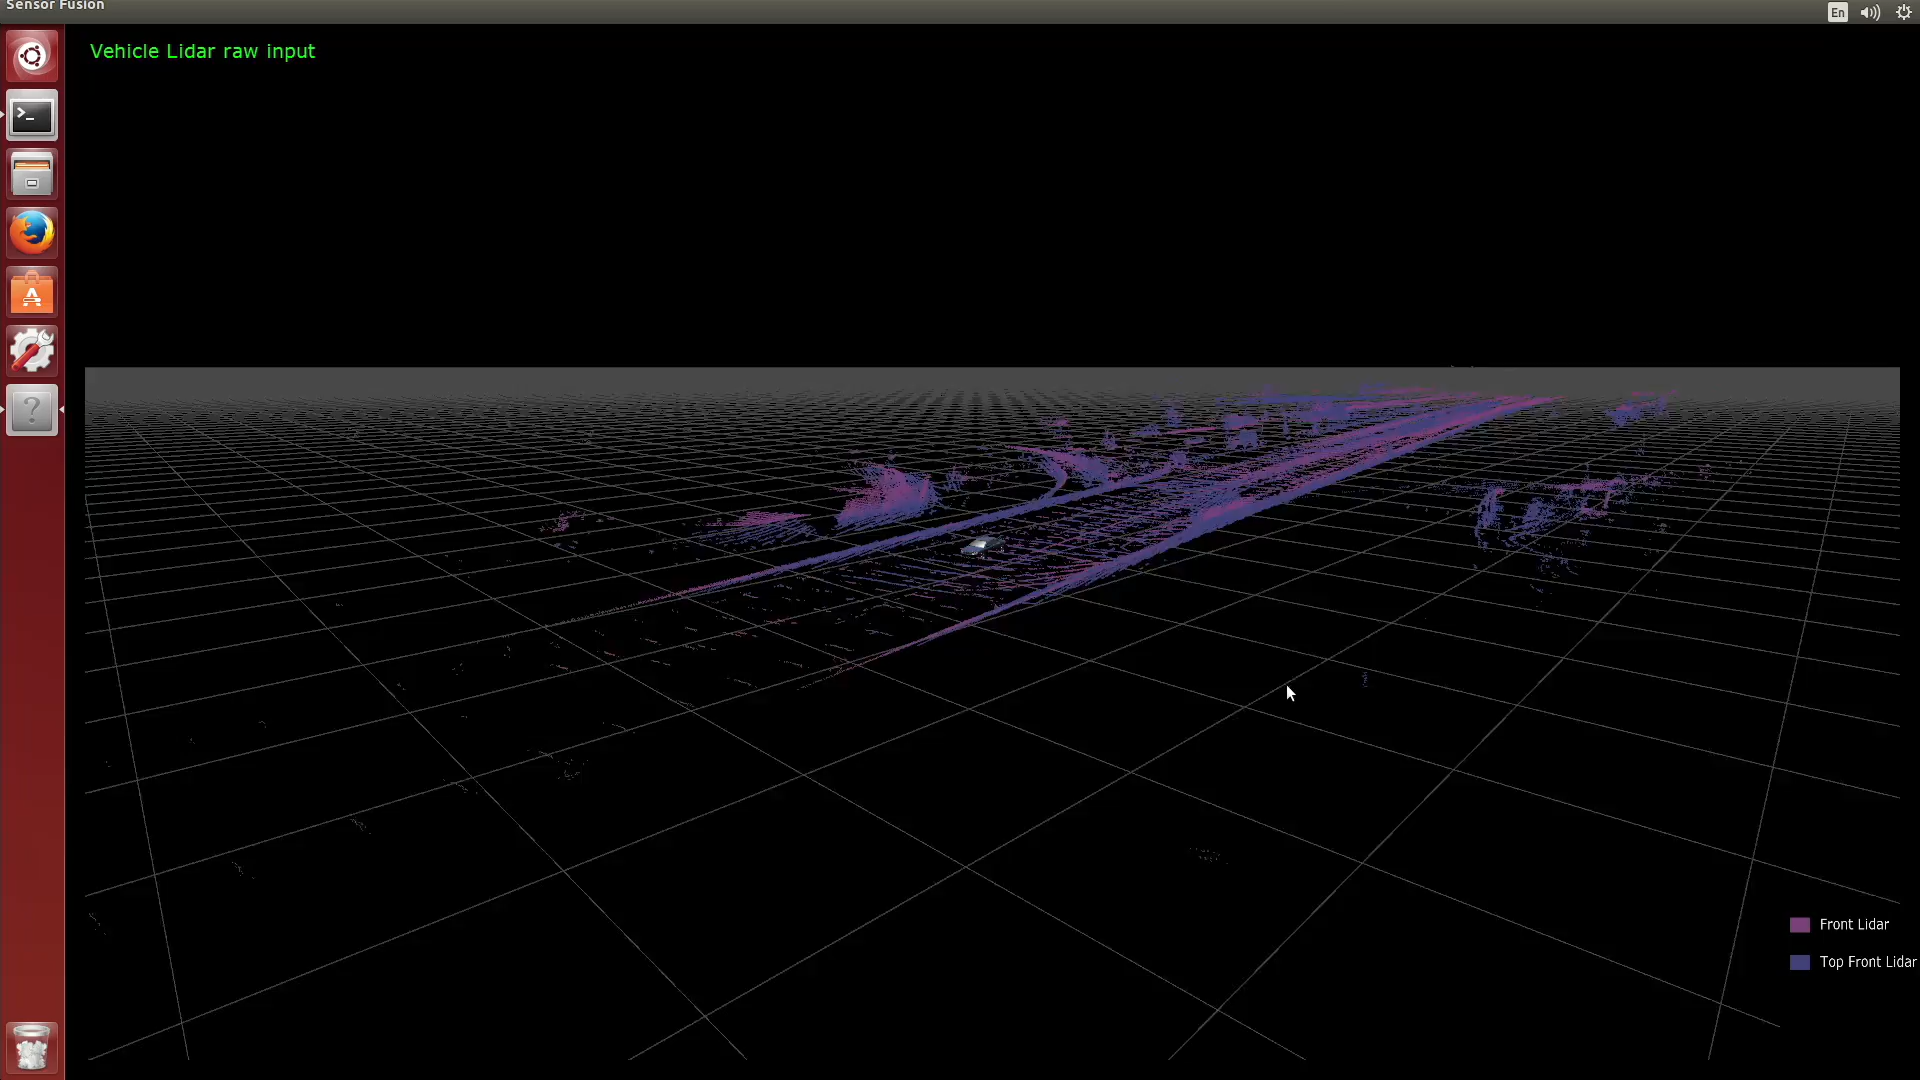 Sensor Fusion
En
Vehicle Lidar raw input
Front Lidar
Top Front Lidar